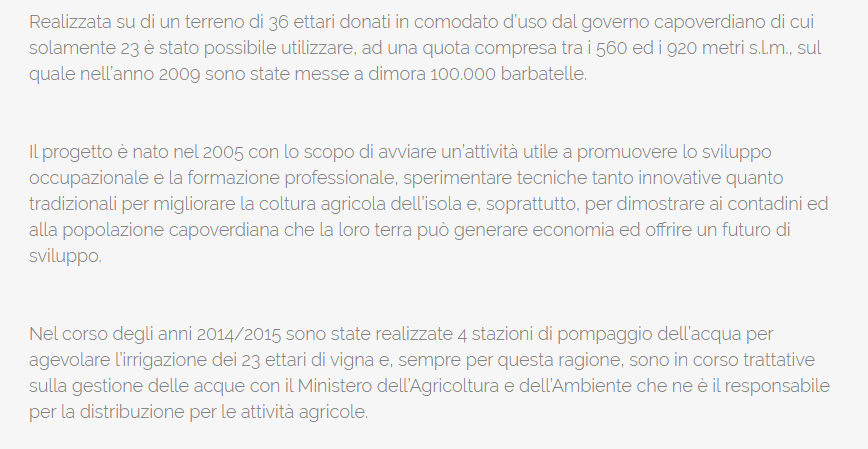 Realizzata su di un terreno di 36 ettari donati in comodato d'uso dal governo capoverdiano di cui
solamente 23 è stato possibile utilizzare, ad una quota compresa tra i 560 ed i 920 metri s.l.m., sul
quale nell'anno 2009 sono state messe a dimora 100.000 barbatelle.
Il progetto è nato nel 2005 con lo scopo di avviare un'attività utile a promuovere lo sviluppo
occupazionale e la formazione professionale, sperimentare tecniche tanto innovative quanto
tradizionali per migliorare la coltura agricola dell'isola e, soprattutto, per dimostrare ai contadini ed
alla popolazione capoverdiana che la loro terra può generare economia ed offrire un futuro di
sviluppo.
Nel corso degli anni 2014/2015 sono state realizzate 4 stazioni di pompaggio dell'acqua per
agevolare l'irrigazione dei 23 ettari di vigna e, sempre per questa ragione, sono in corso trattative
sulla gestione delle acque con il Ministero dell'Agricoltura e dell'Ambiente che ne è il responsabile
per la distribuzione per le attività agricole.